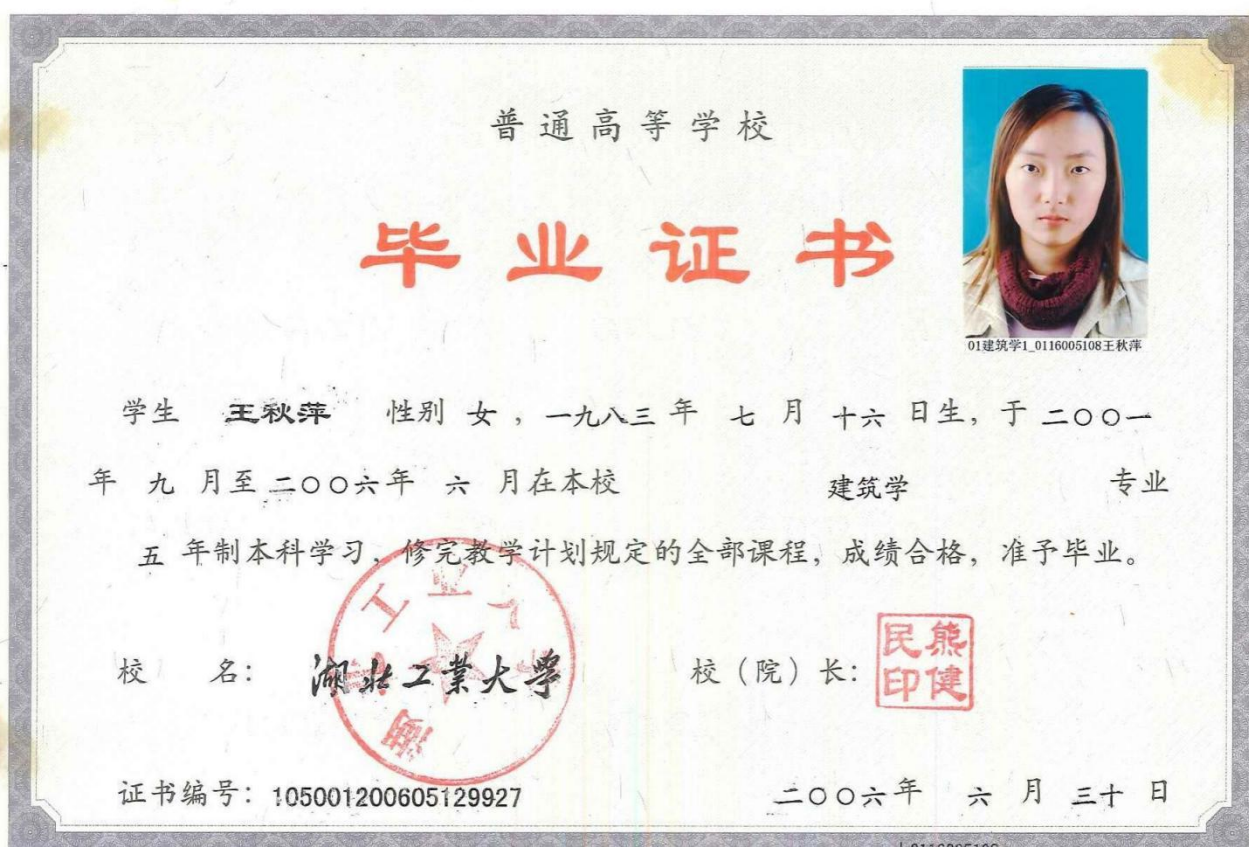 普通高等学校
毕业证书
01建筑学1_0116005108王秋萍
学生 王秋萍 性别 女，一九八三 年 七 月 十六 日生，于 二〇〇一
年 九 月至 二〇〇六年 六 月在本校 建筑学 专业
五 年制本科学习，修完教学计划规定的全部课程，成绩合格，准予毕业。
校 名： 湖北工業大学 校（院）长： 熊健民印
证书编号：105001200605129927 二〇〇六年 六 月 三十 日